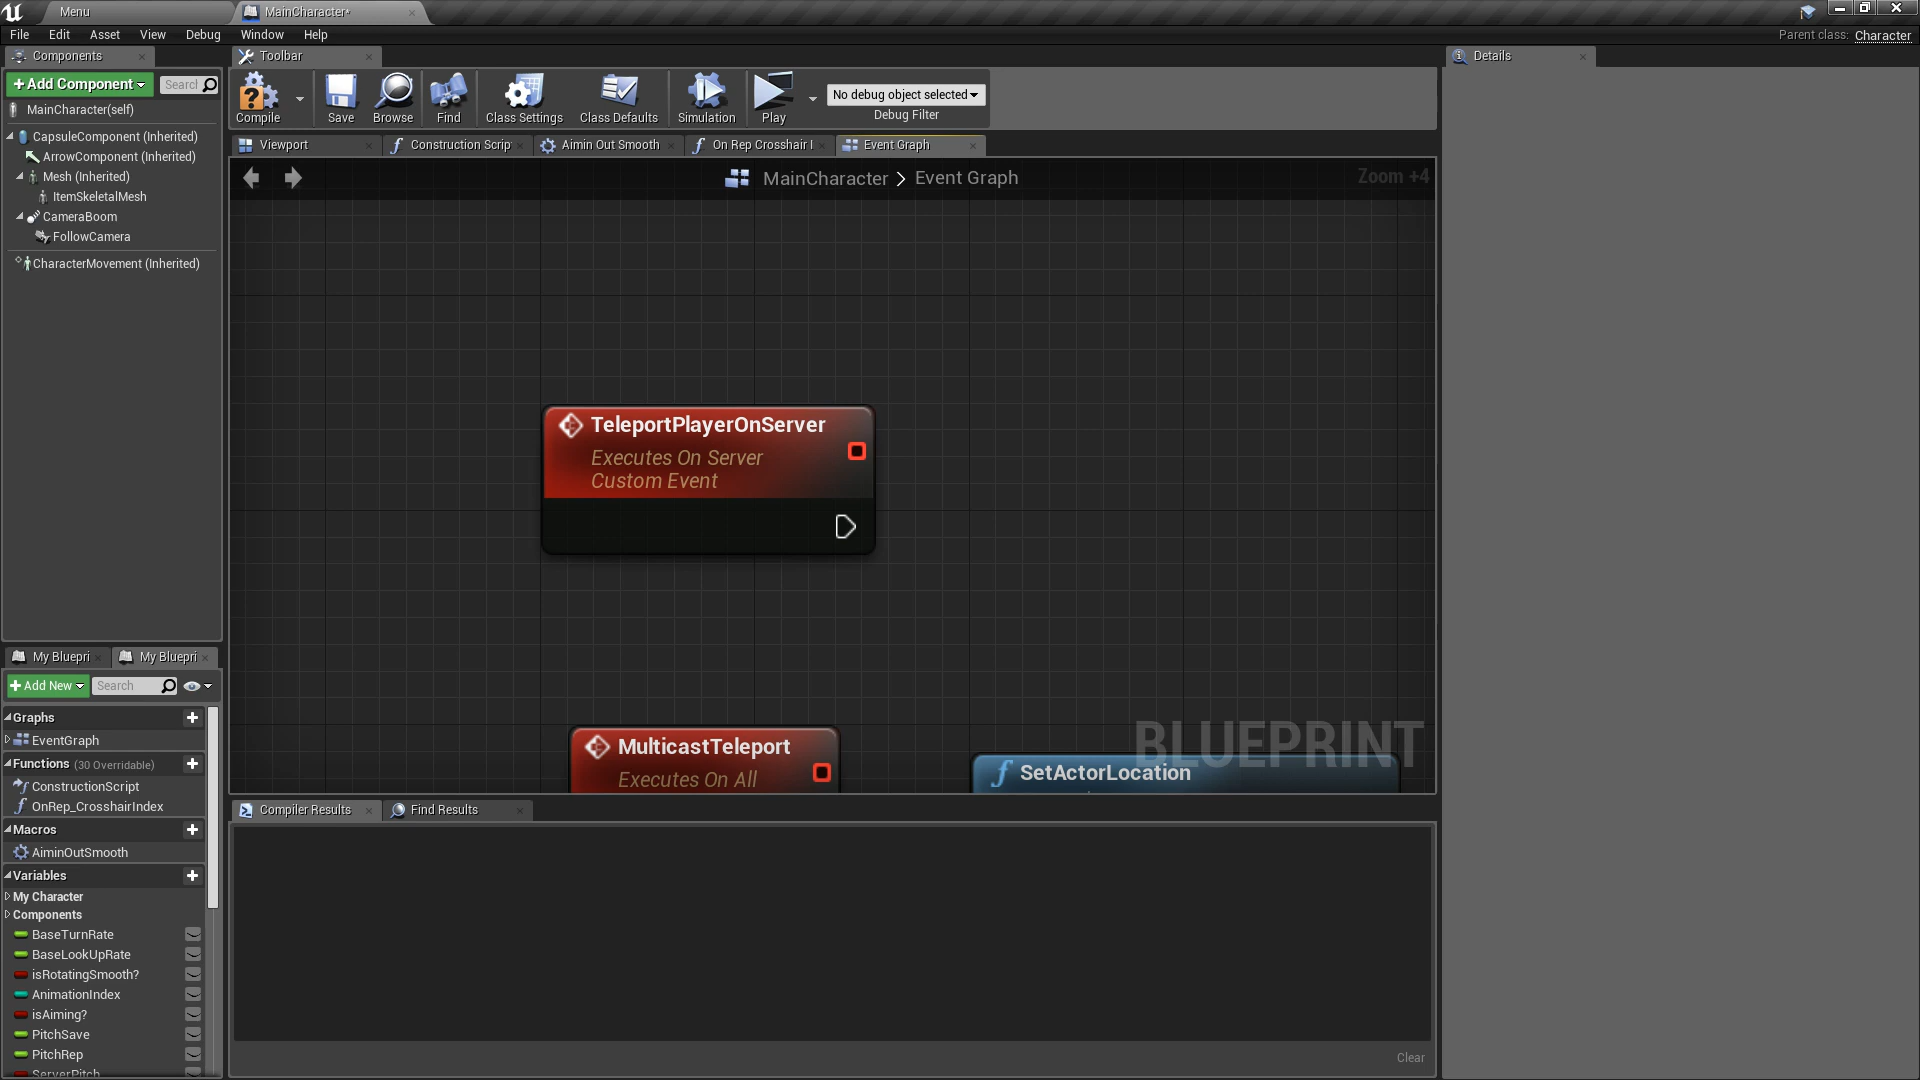 Menu
MainCharacter*
File Edit Asset View Debug Window Help
Parent class: Character
Components
Toolbar
Details
+Add Component
Search
Compile
Save
Browse
Find
Class Settings
Class Defaults
Simulation
Play
No debug object selected
Debug Filter
MainCharacter(self)
CapsuleComponent (Inherited)
ArrowComponent (Inherited)
Mesh (Inherited)
ItemSkeletalMesh
CameraBoom
FollowCamera
CharacterMovement (Inherited)
Viewport
Construction Scrip
Aimin Out Smooth
On Rep Crosshair I
Event Graph
MainCharacter > Event Graph
Zoom +4
TeleportPlayerOnServer
Executes On Server
Custom Event
MulticastTeleport
Executes On All
SetActorLocation
BLUEPRINT
My Bluepri
My Bluepri
+Add New
Search
Graphs
EventGraph
Functions (30 Overridable)
ConstructionScript
OnRep_CrosshairIndex
Macros
AiminOutSmooth
Variables
My Character
Components
BaseTurnRate
BaseLookUpRate
isRotatingSmooth?
AnimationIndex
isAiming?
PitchSave
PitchRep
ServerPitch
Compiler Results
Find Results
Clear